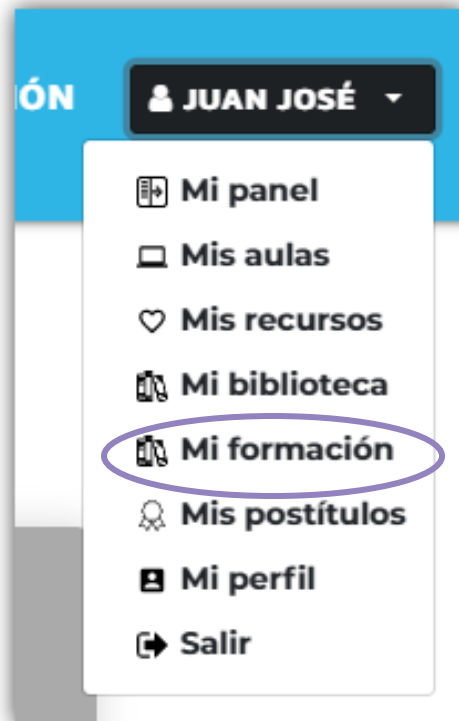 ÓN
JUAN JOSÉ
Mi panel
Mis aulas
Mis recursos
Mi biblioteca
Mi formación
Mis postítulos
Mi perfil
Salir